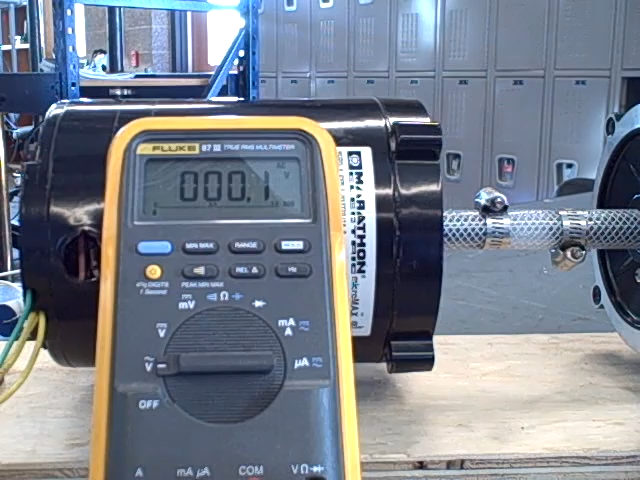 FLUKE 87 III TRUE RMS MULTIMETER
AC
V
000.1
MIN MAX
RANGE
HOLD
REL Δ
Hz
4½ DIGITS
1 Second
PEAK MIN MAX
mV
Ω
V
mA
A
V
µA
OFF
A
mA µA
COM
V Ω
MARATHON
microMAX